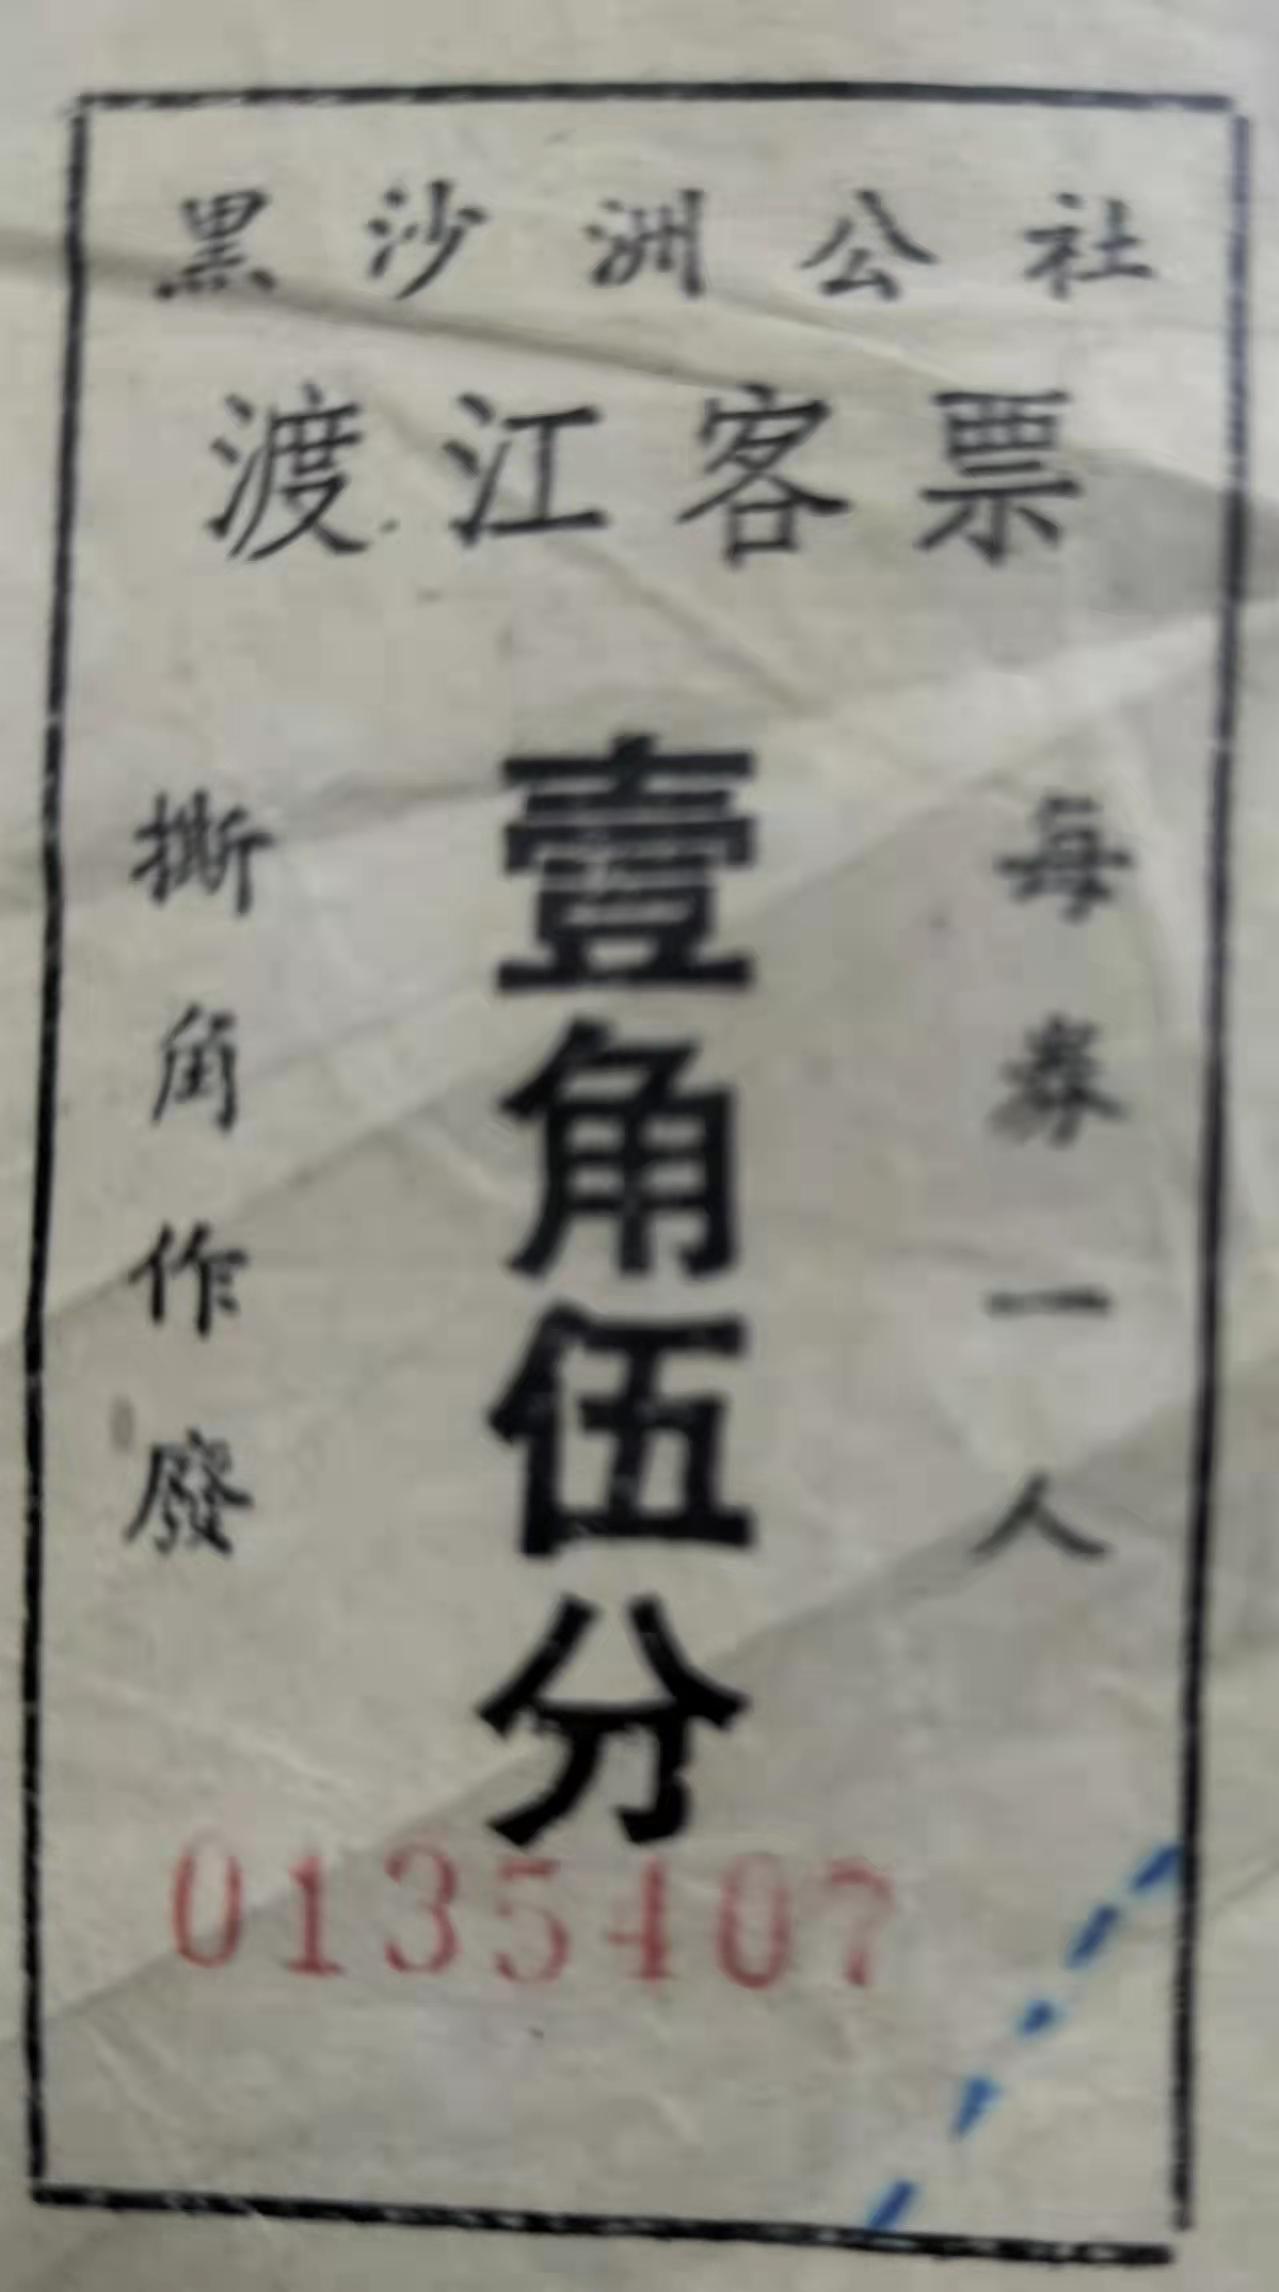 黑沙洲公社
渡江客票
每券一人
壹角伍分
撕角作廢
0135407